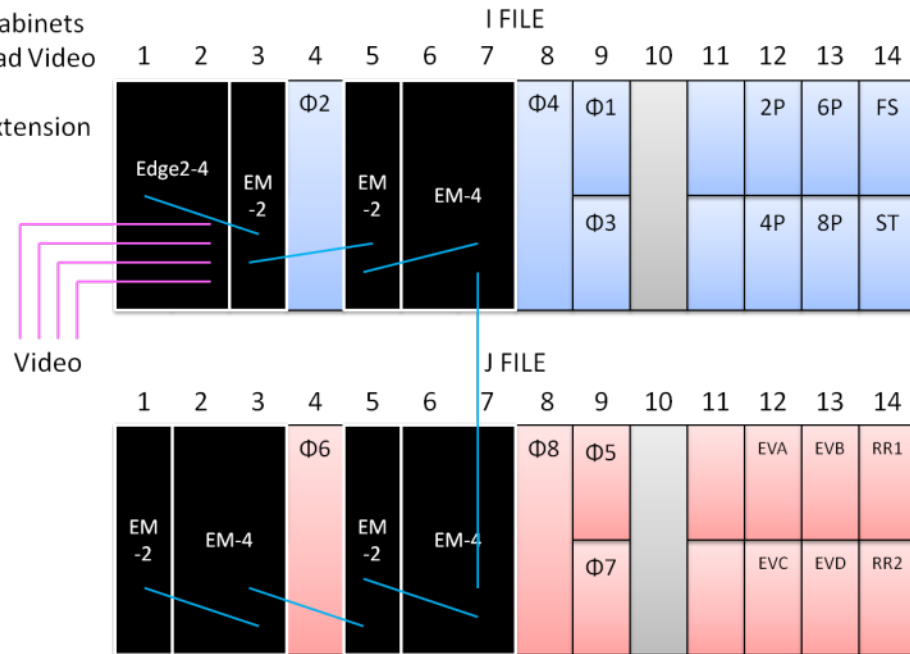 I FILE
abinets
ad Video
1 2 3 4 5 6 7 8 9 10 11 12 13 14
xtension
Φ2 Φ4 Φ1 2P 6P FS
Edge2-4
EM
-2
EM
-2
EM-4
Φ3 4P 8P ST
Video
J FILE
1 2 3 4 5 6 7 8 9 10 11 12 13 14
Φ6 Φ8 Φ5 EVA EVB RR1
EM
-2
EM-4
EM
-2
EM-4
Φ7 EVC EVD RR2